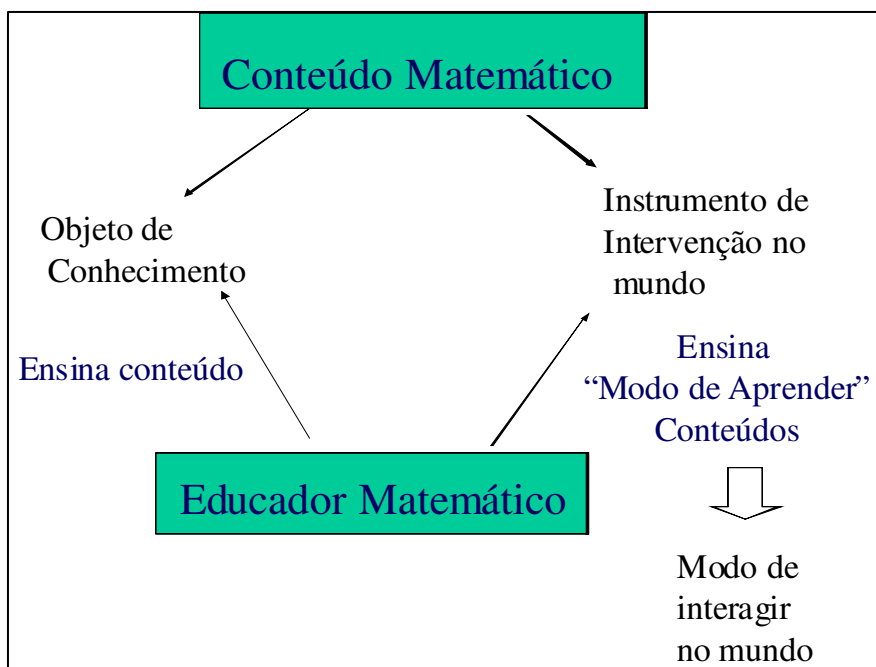 Conteúdo Matemático
Objeto de
Conhecimento
Instrumento de
Intervenção no
mundo
Ensina conteúdo
Ensina
“Modo de Aprender”
Conteúdos
Educador Matemático
Modo de
interagir
no mundo